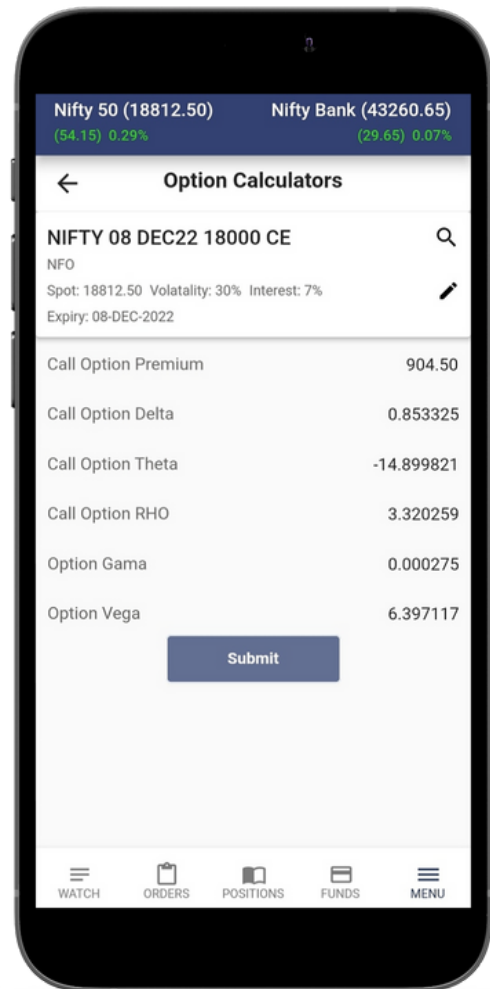 Nifty 50 (18812.50) Nifty Bank (43260.65)
(54.15) 0.29% (29.65) 0.07%
Option Calculators
NIFTY 08 DEC22 18000 CE
NFO
Spot: 18812.50 Volatality: 30% Interest: 7%
Expiry: 08-DEC-2022
Call Option Premium 904.50
Call Option Delta 0.853325
Call Option Theta -14.899821
Call Option RHO 3.320259
Option Gama 0.000275
Option Vega 6.397117
Submit
WATCH ORDERS POSITIONS FUNDS MENU